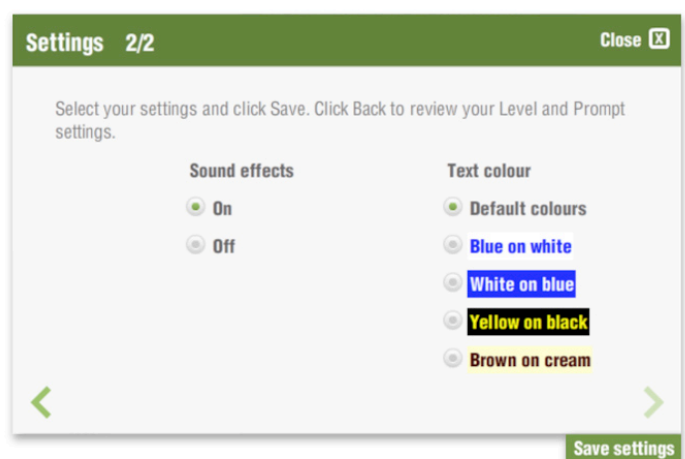 Settings 2/2
Close X
Select your settings and click Save. Click Back to review your Level and Prompt
settings.
Sound effects
On
Off
Text colour
Default colours
Blue on white
White on blue
Yellow on black
Brown on cream
Save settings